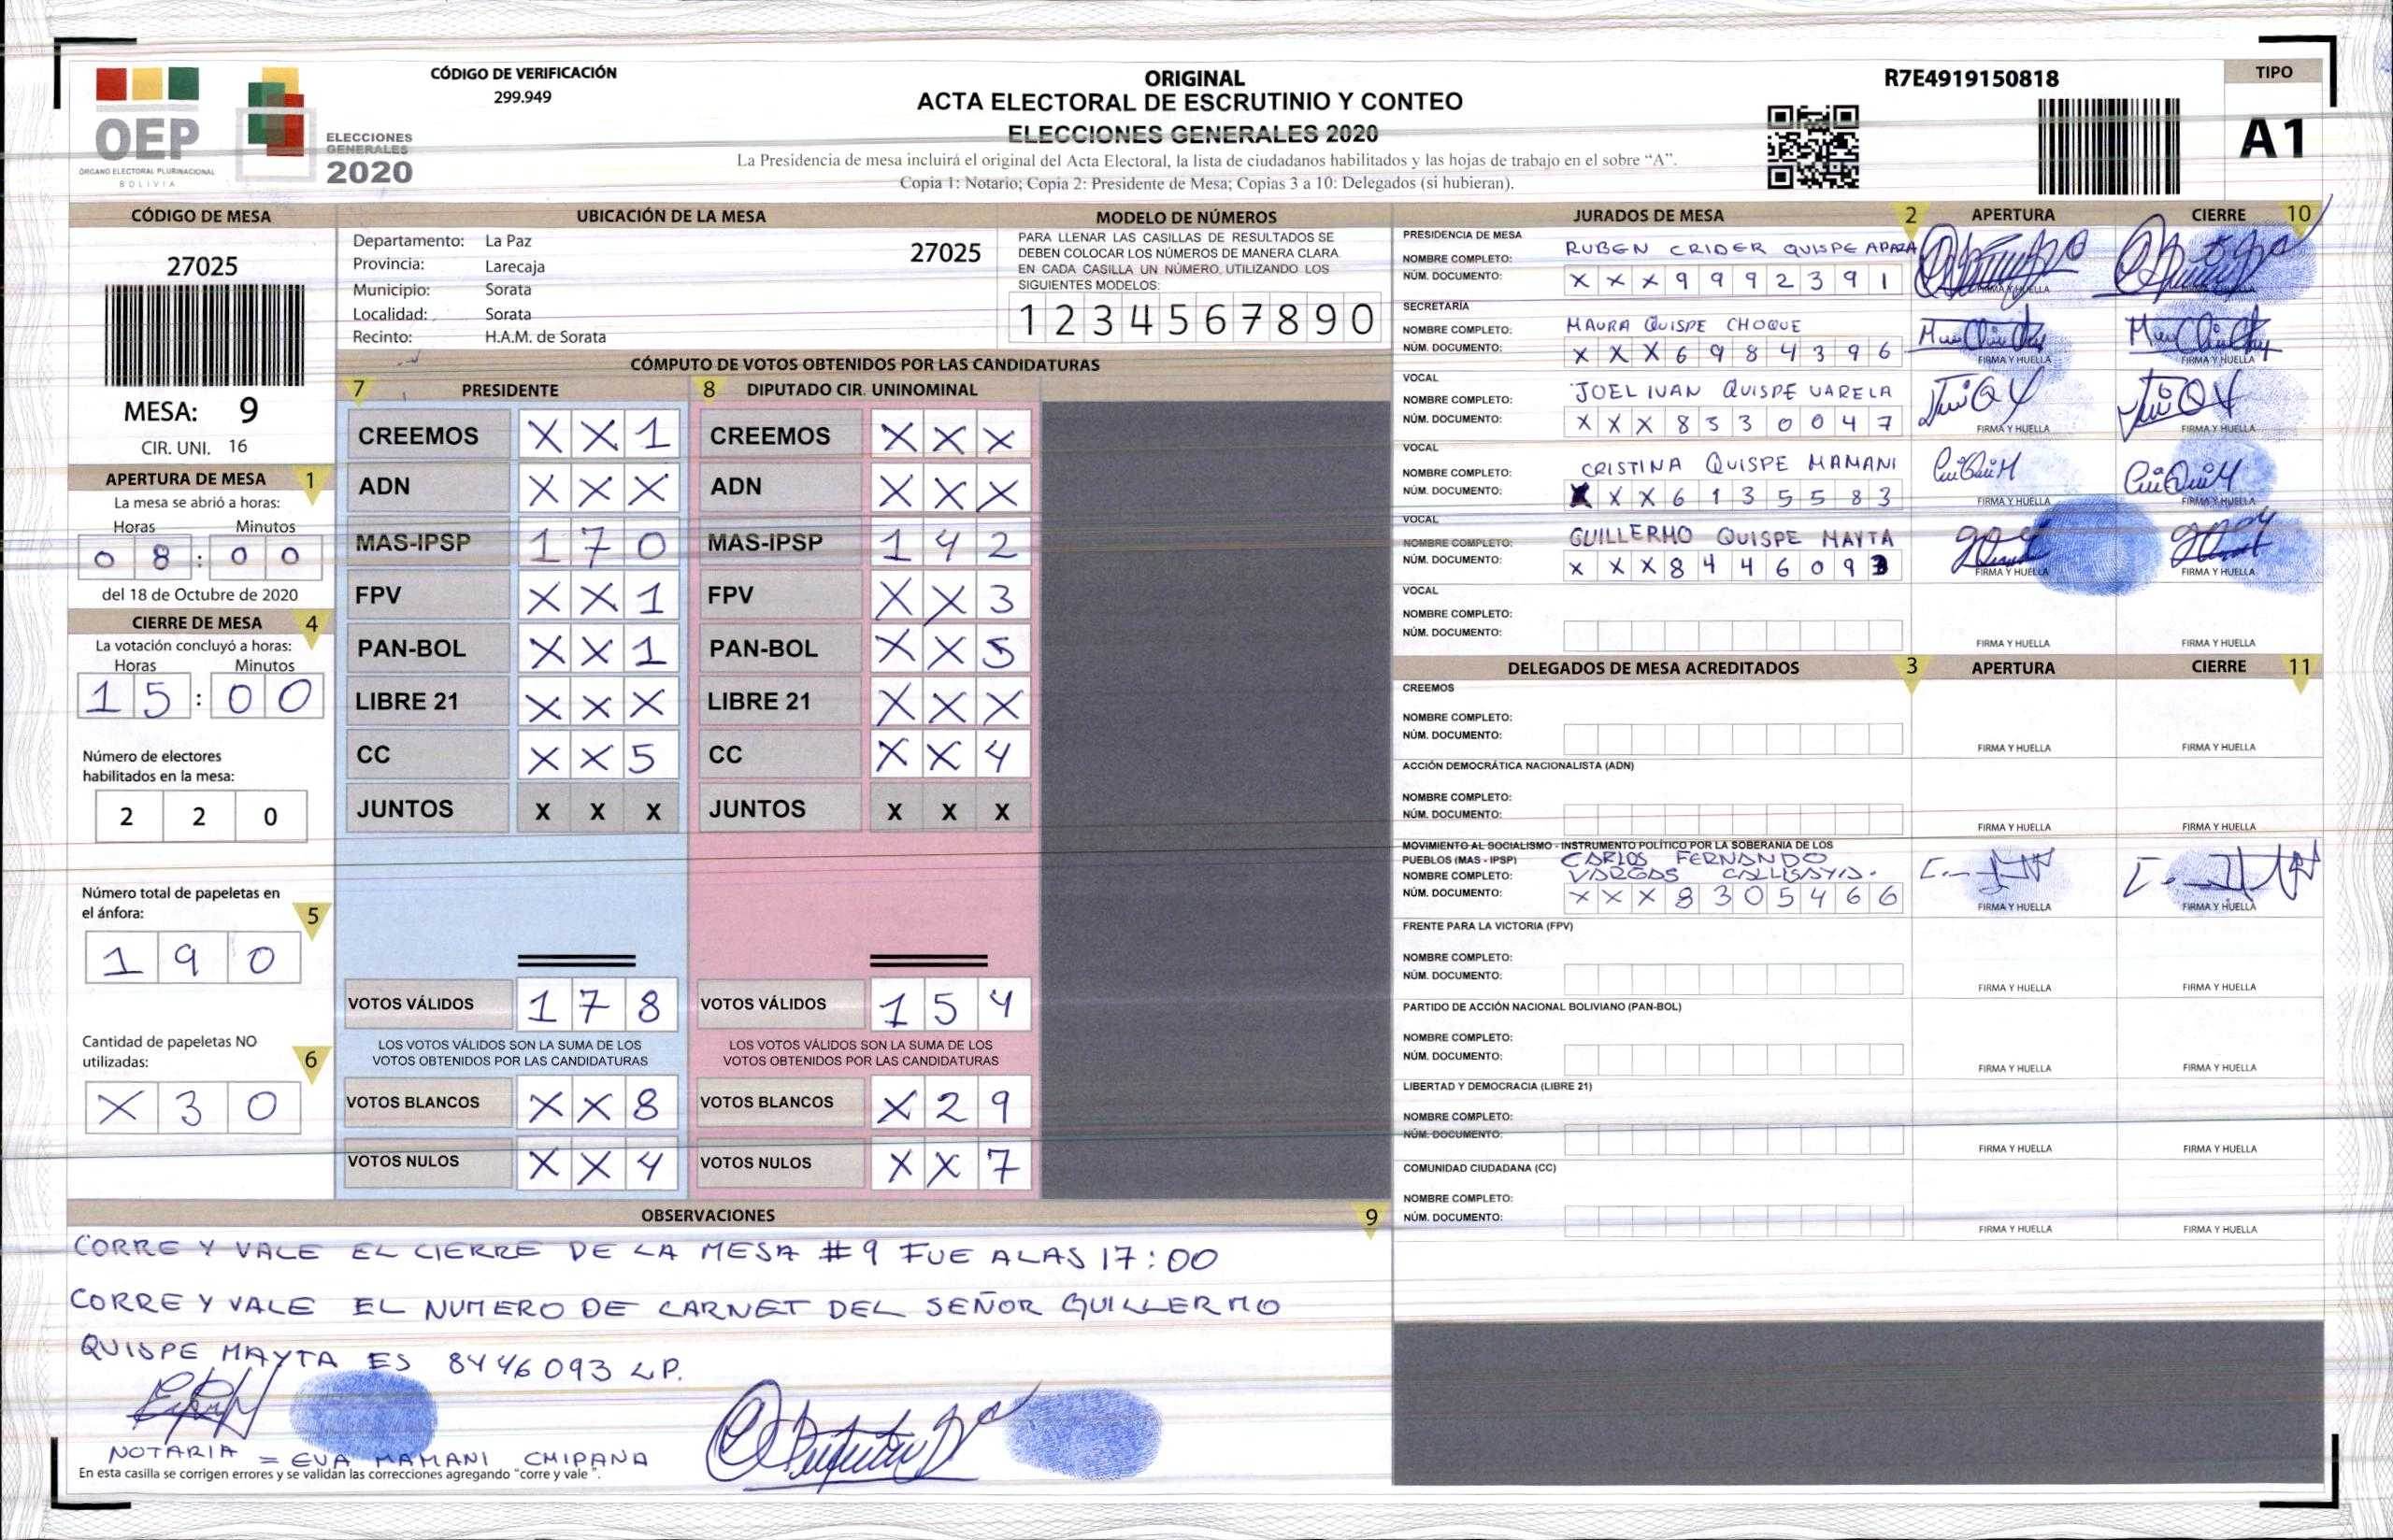 OEP
ÓRGANO ELECTORAL PLURINACIONAL
BOLIVIA
ELECCIONES
GENERALES
2020
CÓDIGO DE VERIFICACIÓN
299.949
ORIGINAL
ACTA ELECTORAL DE ESCRUTINIO Y CONTEO
ELECCIONES GENERALES 2020
La Presidencia de mesa incluirá el original del Acta Electoral, la lista de ciudadanos habilitados y las hojas de trabajo en el sobre “A”.
Copia 1: Notario; Copia 2: Presidente de Mesa; Copias 3 a 10: Delegados (si hubieran).
R7E4919150818
TIPO
A1
CÓDIGO DE MESA
27025
MESA: 9
CIR. UNI. 16
APERTURA DE MESA 1
La mesa se abrió a horas:
Horas Minutos
0 8 : 0 0
del 18 de Octubre de 2020
CIERRE DE MESA 4
La votación concluyó a horas:
Horas Minutos
1 5 : 0 0
Número de electores
habilitados en la mesa:
2 2 0
Número total de papeletas en
el ánfora: 5
1 9 0
Cantidad de papeletas NO
utilizadas: 6
X 3 0
UBICACIÓN DE LA MESA
Departamento: La Paz 27025
Provincia: Larecaja
Municipio: Sorata
Localidad: Sorata
Recinto: H.A.M. de Sorata
MODELO DE NÚMEROS
PARA LLENAR LAS CASILLAS DE RESULTADOS SE
DEBEN COLOCAR LOS NÚMEROS DE MANERA CLARA.
EN CADA CASILLA UN NÚMERO, UTILIZANDO LOS
SIGUIENTES MODELOS:
1 2 3 4 5 6 7 8 9 0
CÓMPUTO DE VOTOS OBTENIDOS POR LAS CANDIDATURAS
7 PRESIDENTE 8 DIPUTADO CIR. UNINOMINAL
CREEMOS X X 1 CREEMOS X X X
ADN X X X ADN X X X
MAS-IPSP 1 7 0 MAS-IPSP 1 4 2
FPV X X 1 FPV X X 3
PAN-BOL X X 1 PAN-BOL X X 5
LIBRE 21 X X X LIBRE 21 X X X
CC X X 5 CC X X 4
JUNTOS X X X JUNTOS X X X
VOTOS VÁLIDOS 1 7 8 VOTOS VÁLIDOS 1 5 4
LOS VOTOS VÁLIDOS SON LA SUMA DE LOS LOS VOTOS VÁLIDOS SON LA SUMA DE LOS
VOTOS OBTENIDOS POR LAS CANDIDATURAS VOTOS OBTENIDOS POR LAS CANDIDATURAS
VOTOS BLANCOS X X 8 VOTOS BLANCOS X 2 9
VOTOS NULOS X X 4 VOTOS NULOS X X 7
JURADOS DE MESA 2 APERTURA CIERRE 10
PRESIDENCIA DE MESA
NOMBRE COMPLETO: RUBEN CRIDER QUISPE APAZA
NÚM. DOCUMENTO: X X X 9 9 9 2 3 9 1 FIRMA Y HUELLA
SECRETARÍA
NOMBRE COMPLETO: MAURA QUISPE CHOQUE
NÚM. DOCUMENTO: X X X 6 9 8 4 3 9 6 FIRMA Y HUELLA FIRMA Y HUELLA
VOCAL
NOMBRE COMPLETO: JOEL IVAN QUISPE VARELA
NÚM. DOCUMENTO: X X X 8 3 3 0 0 4 7 FIRMA Y HUELLA FIRMA Y HUELLA
VOCAL
NOMBRE COMPLETO: CRISTINA QUISPE MAMANI
NÚM. DOCUMENTO: X X X 6 1 3 5 5 8 3 FIRMA Y HUELLA FIRMA Y HUELLA
VOCAL
NOMBRE COMPLETO: GUILLERMO QUISPE MAYTA
NÚM. DOCUMENTO: X X X 8 4 4 6 0 9 3 FIRMA Y HUELLA FIRMA Y HUELLA
VOCAL
NOMBRE COMPLETO:
NÚM. DOCUMENTO: FIRMA Y HUELLA FIRMA Y HUELLA
DELEGADOS DE MESA ACREDITADOS 3 APERTURA CIERRE 11
CREEMOS
NOMBRE COMPLETO:
NÚM. DOCUMENTO: FIRMA Y HUELLA FIRMA Y HUELLA
ACCIÓN DEMOCRÁTICA NACIONALISTA (ADN)
NOMBRE COMPLETO:
NÚM. DOCUMENTO: FIRMA Y HUELLA FIRMA Y HUELLA
MOVIMIENTO AL SOCIALISMO - INSTRUMENTO POLÍTICO POR LA SOBERANIA DE LOS
PUEBLOS (MAS - IPSP) CARLOS FERNANDO
NOMBRE COMPLETO: VARGAS CALLISAYA.
NÚM. DOCUMENTO: X X X 8 3 0 5 4 6 6 FIRMA Y HUELLA FIRMA Y HUELLA
FRENTE PARA LA VICTORIA (FPV)
NOMBRE COMPLETO:
NÚM. DOCUMENTO: FIRMA Y HUELLA FIRMA Y HUELLA
PARTIDO DE ACCIÓN NACIONAL BOLIVIANO (PAN-BOL)
NOMBRE COMPLETO:
NÚM. DOCUMENTO: FIRMA Y HUELLA FIRMA Y HUELLA
LIBERTAD Y DEMOCRACIA (LIBRE 21)
NOMBRE COMPLETO:
NÚM. DOCUMENTO: FIRMA Y HUELLA FIRMA Y HUELLA
COMUNIDAD CIUDADANA (CC)
NOMBRE COMPLETO:
NÚM. DOCUMENTO: FIRMA Y HUELLA FIRMA Y HUELLA
OBSERVACIONES 9
CORRE Y VALE EL CIERRE DE LA MESA #9 FUE ALAS 17:00
CORRE Y VALE EL NUMERO DE CARNET DEL SEÑOR GUILLERMO
QUISPE MAYTA ES 8446093 LP.
NOTARIA = EVA MAMANI CHIPANA
En esta casilla se corrigen errores y se validan las correcciones agregando "corre y vale".